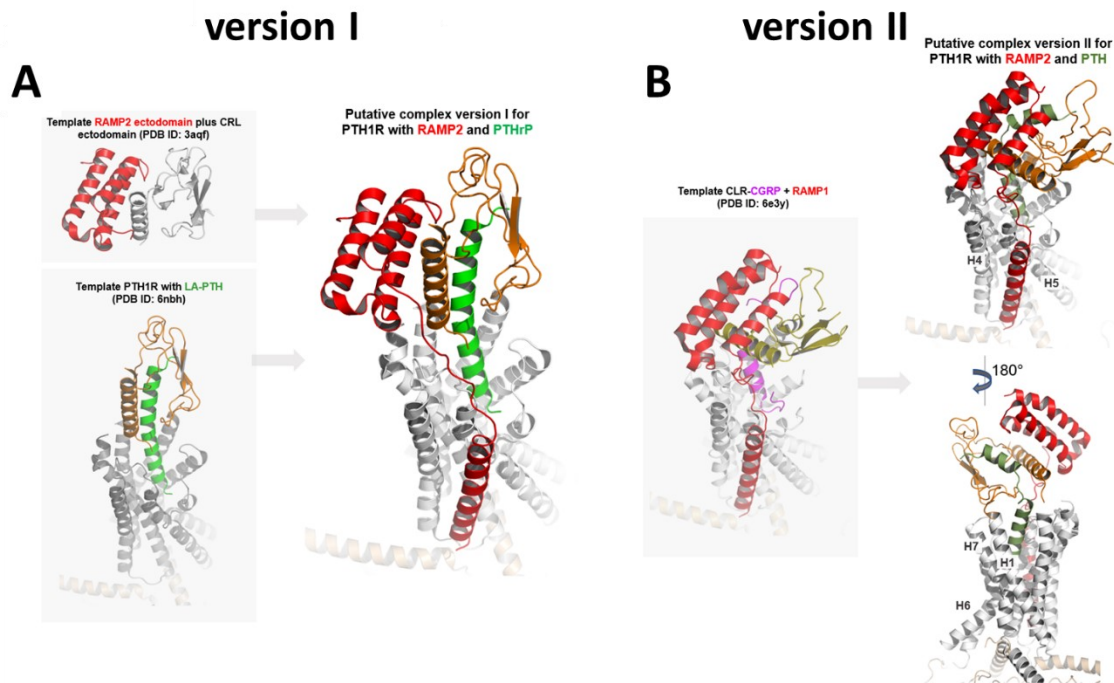 version I
version II
A
Template RAMP2 ectodomain plus CRL
ectodomain (PDB ID: 3aqf)
Template PTH1R with LA-PTH
(PDB ID: 6nbh)
Putative complex version I for
PTH1R with RAMP2 and PTHrP
B
Template CLR-CGRP + RAMP1
(PDB ID: 6e3y)
Putative complex version II for
PTH1R with RAMP2 and PTH
H4
H5
180°
H7
H1
H6